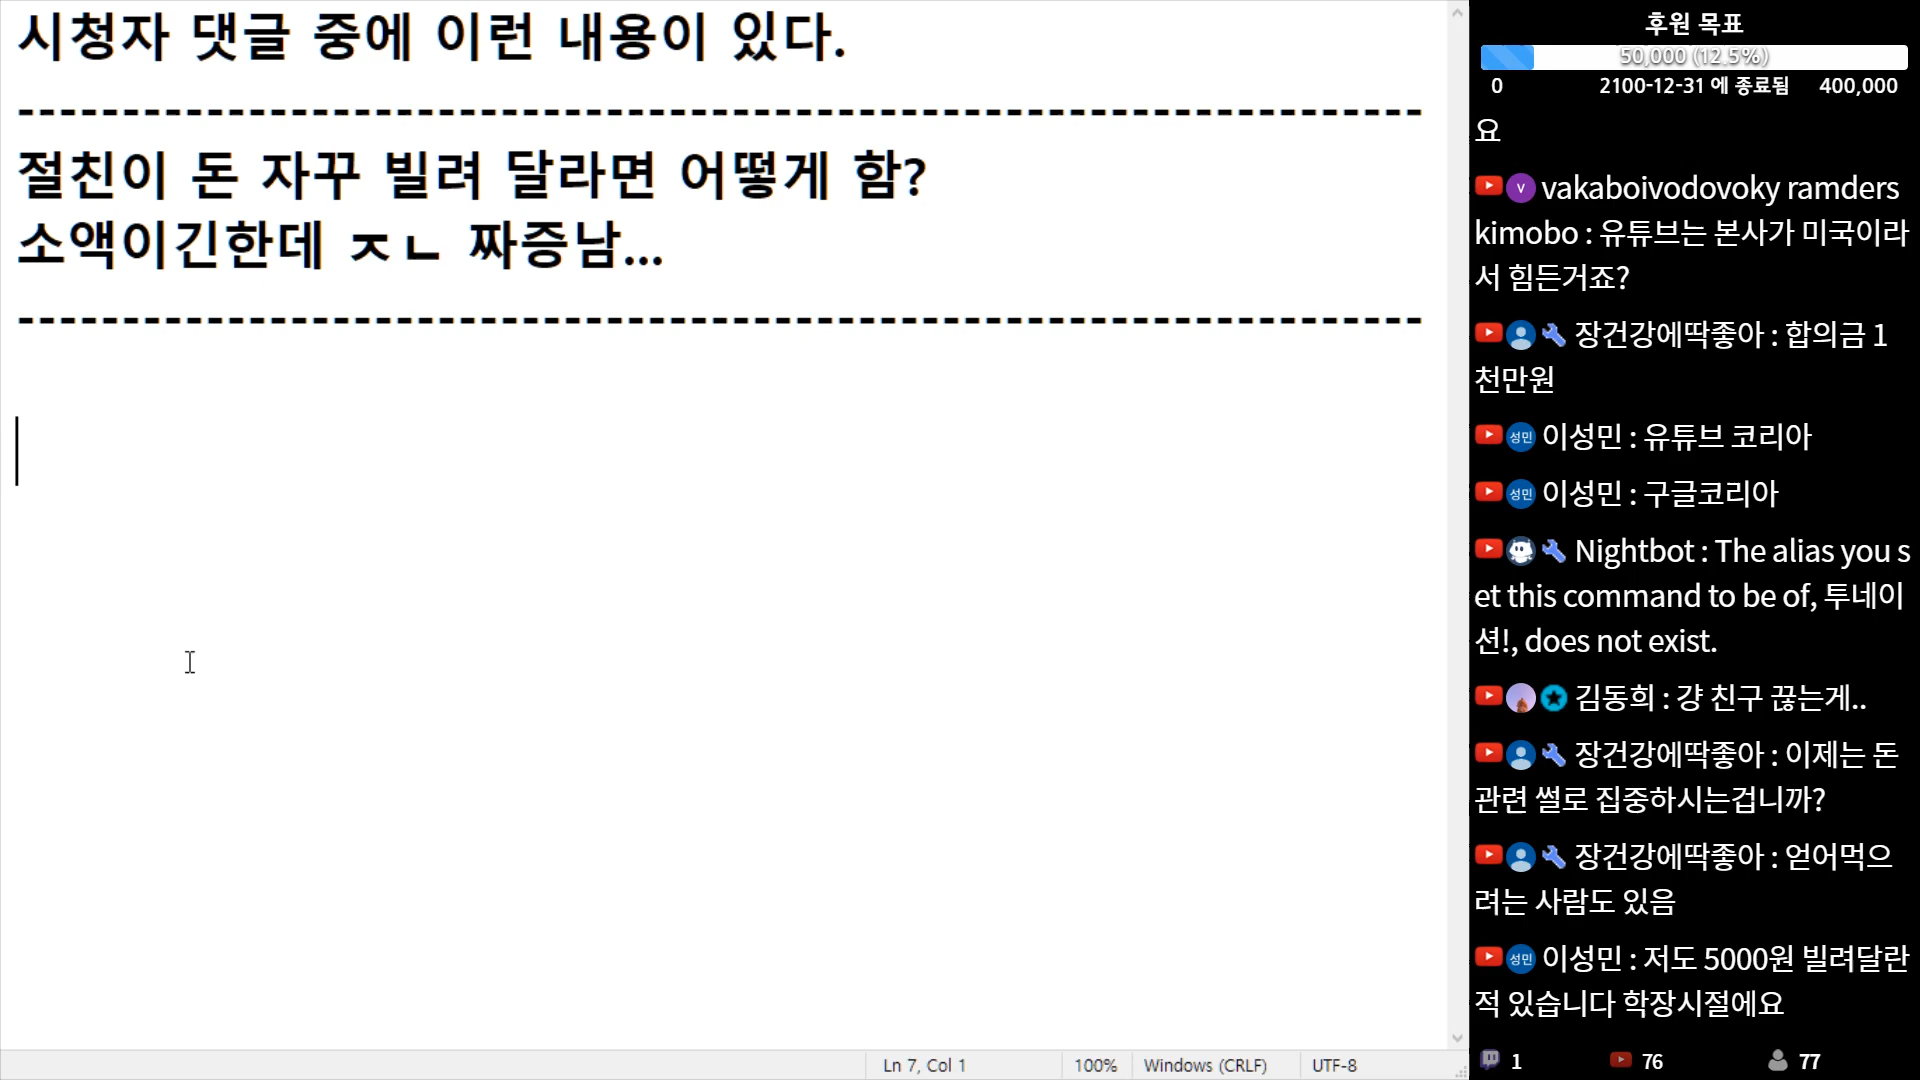 시청자 댓글 중에 이런 내용이 있다.
--------------------------------------------------------------------
절친이 돈 자꾸 빌려 달라면 어떻게 함?
소액이긴한데 ㅈㄴ 짜증남...
--------------------------------------------------------------------
Ln 7, Col 1
100%
Windows (CRLF)
UTF-8
후원 목표
50,000 (12.5%)
0 2100-12-31 에 종료됨 400,000
요
V vakaboivodovoky ramders
kimobo : 유튜브는 본사가 미국이라
서 힘든거죠?
장건강에딱좋아 : 합의금 1
천만원
성민 이성민 : 유튜브 코리아
성민 이성민 : 구글코리아
Nightbot : The alias you s
et this command to be of, 투네이
션!, does not exist.
김동희 : 걍 친구 끊는게..
장건강에딱좋아 : 이제는 돈
관련 썰로 집중하시는겁니까?
장건강에딱좋아 : 얻어먹으
려는 사람도 있음
성민 이성민 : 저도 5000원 빌려달란
적 있습니다 학장시절에요
1 76 77